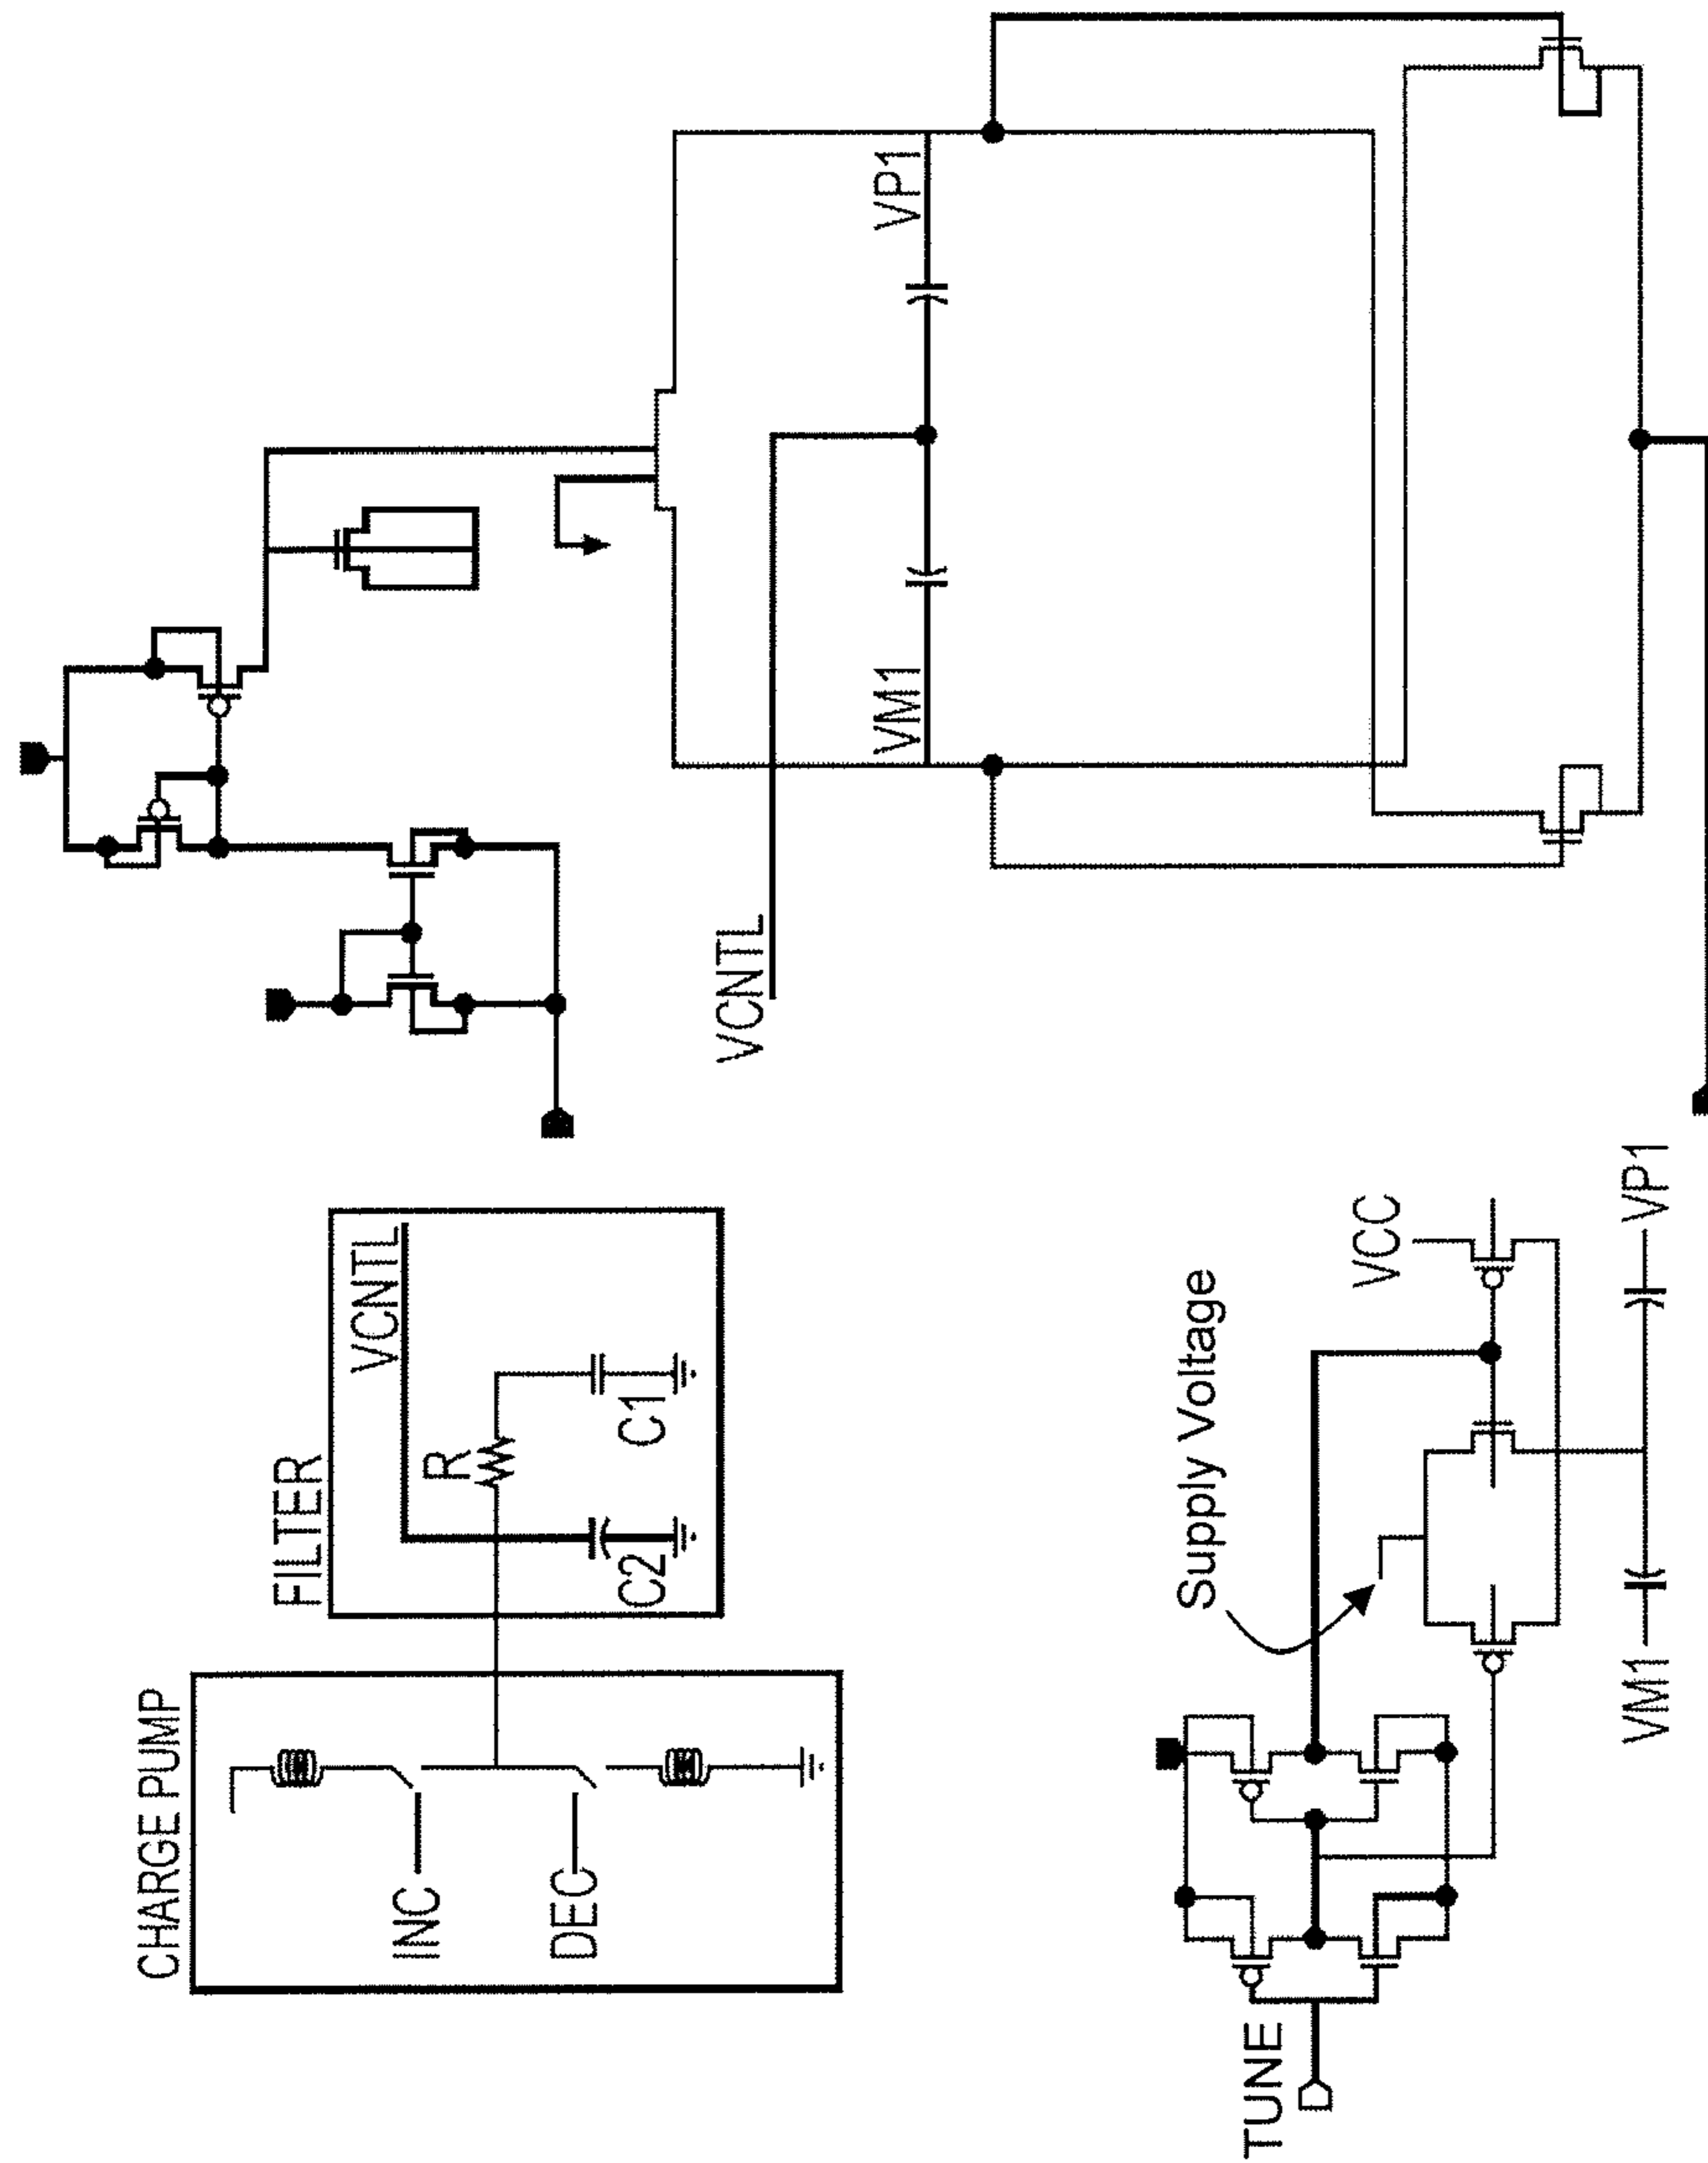 CHARGE PUMP
INC
DEC
FILTER
VCNTL
R
C2
C1
VCNTL
VM1
VP1
TUNE
Supply Voltage
VCC
VM1
VP1